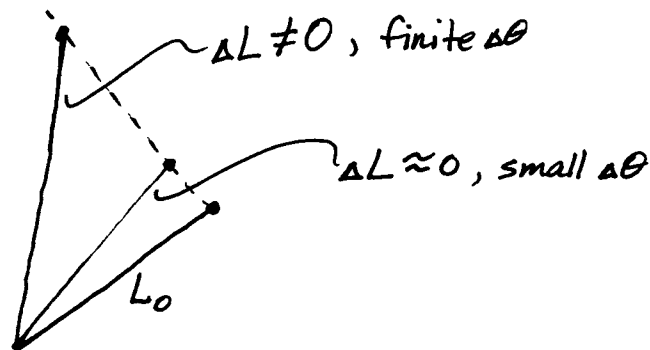 ΔL ≠ 0, finite Δθ
ΔL ≈ 0, small Δθ
L₀